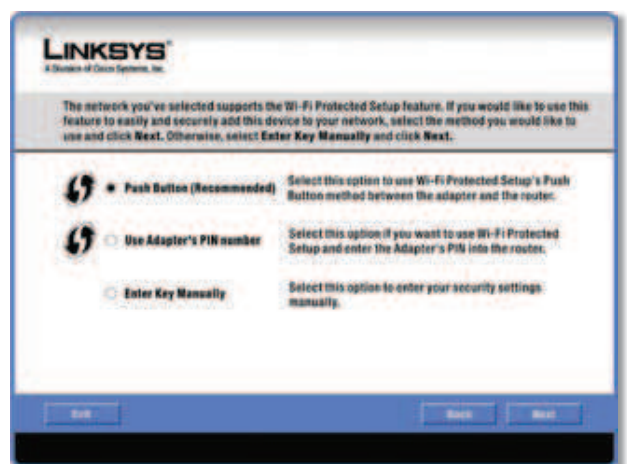 LINKSYS®
A Division of Cisco Systems, Inc.
The network you've selected supports the Wi-Fi Protected Setup feature. If you would like to use this
feature to easily and securely add this device to your network, select the method you would like to
use and click Next. Otherwise, select Enter Key Manually and click Next.
Push Button (Recommended)
Select this option to use Wi-Fi Protected Setup's Push
Button method between the adapter and the router.
Use Adapter's PIN number
Select this option if you want to use Wi-Fi Protected
Setup and enter the Adapter's PIN into the router.
Enter Key Manually
Select this option to enter your security settings
manually.
Exit
Back
Next